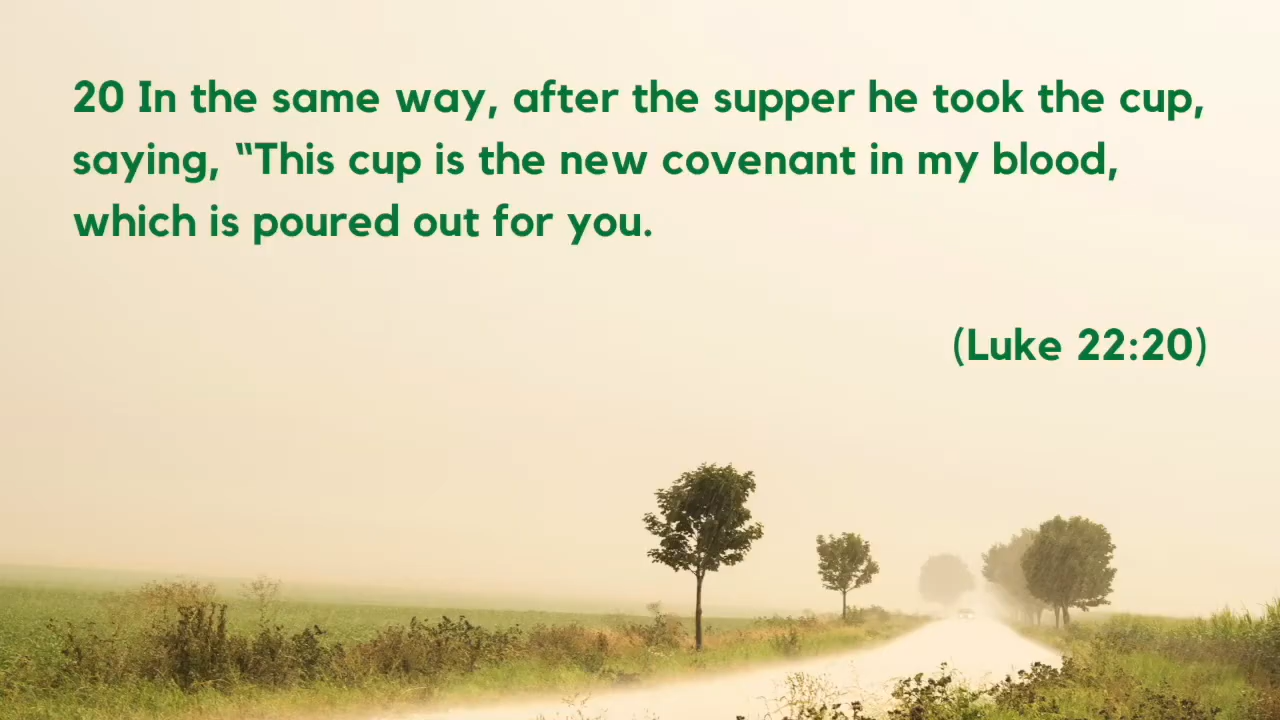 20 In the same way, after the supper he took the cup,
saying, “This cup is the new covenant in my blood,
which is poured out for you.
(Luke 22:20)